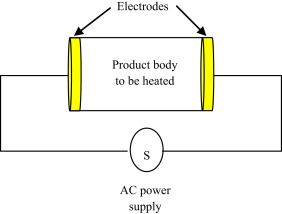 Electrodes
Product body
to be heated
S
AC power
supply